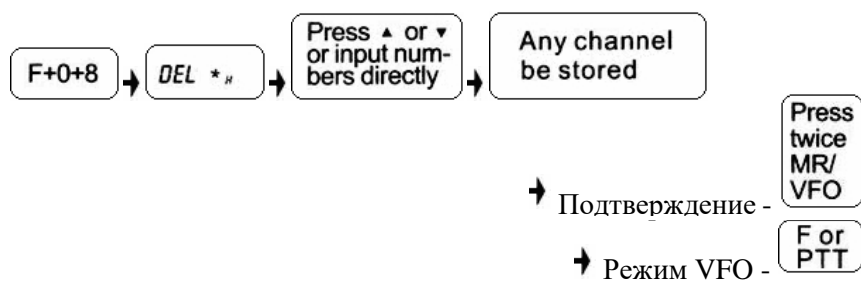 F+0+8
DEL *
Press ▲ or ▼
or input num-
bers directly
Any channel
be stored
Подтверждение -
Press
twice
MR/
VFO
Режим VFO -
F or
PTT